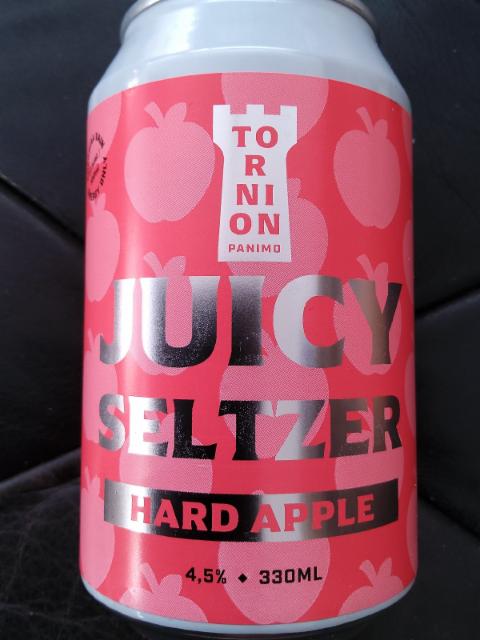 TO
R
NI
ON
PANIMO
JUICY
SELTZER
HARD APPLE
4,5% ◆ 330ML